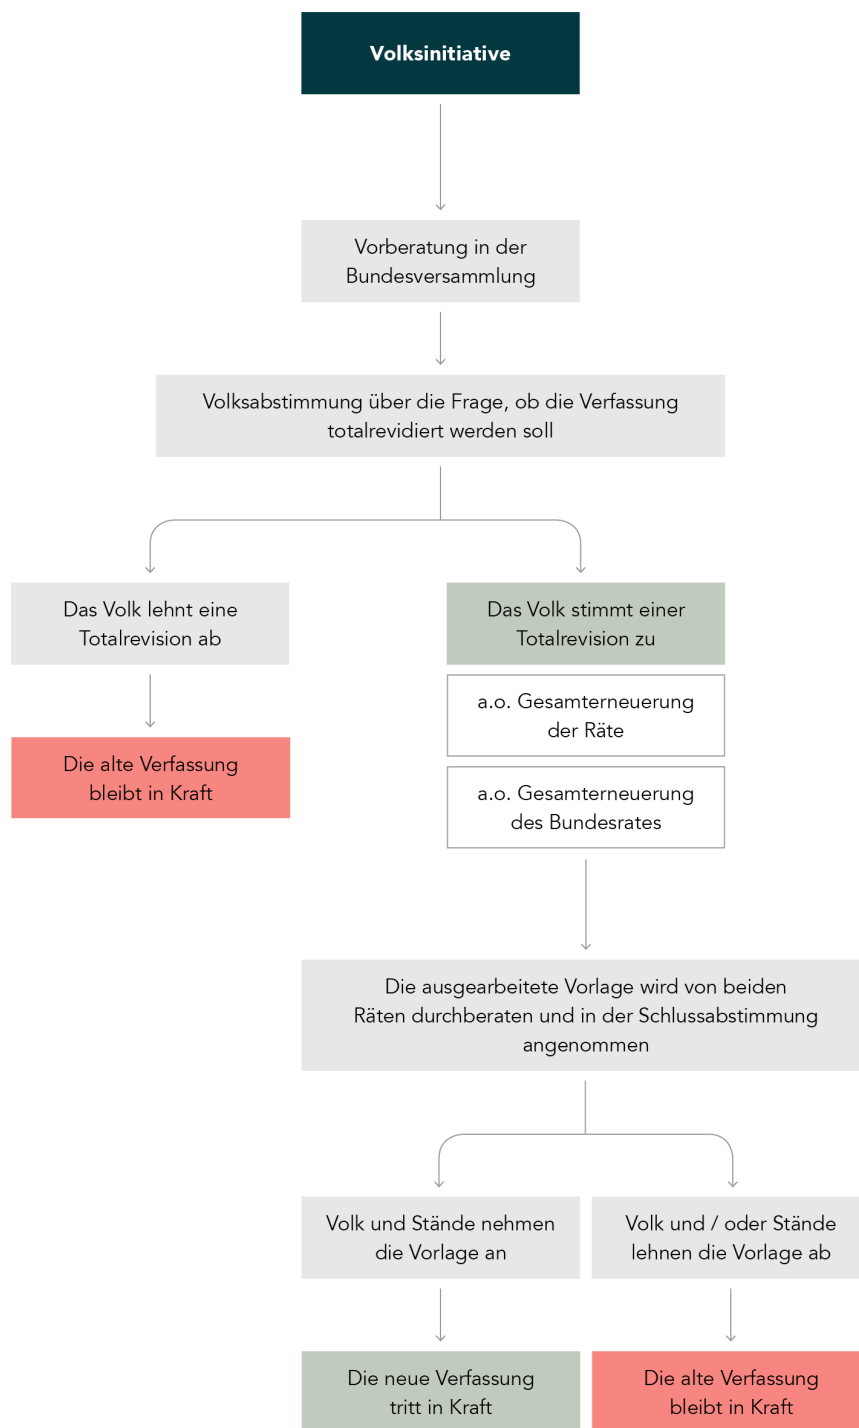 Volksinitiative
Vorberatung in der
Bundesversammlung
Volksabstimmung über die Frage, ob die Verfassung
totalrevidiert werden soll
Das Volk lehnt eine
Totalrevision ab
Die alte Verfassung
bleibt in Kraft
Das Volk stimmt einer
Totalrevision zu
a.o. Gesamterneuerung
der Räte
a.o. Gesamterneuerung
des Bundesrates
Die ausgearbeitete Vorlage wird von beiden
Räten durchberaten und in der Schlussabstimmung
angenommen
Volk und Stände nehmen
die Vorlage an
Die neue Verfassung
tritt in Kraft
Volk und / oder Stände
lehnen die Vorlage ab
Die alte Verfassung
bleibt in Kraft